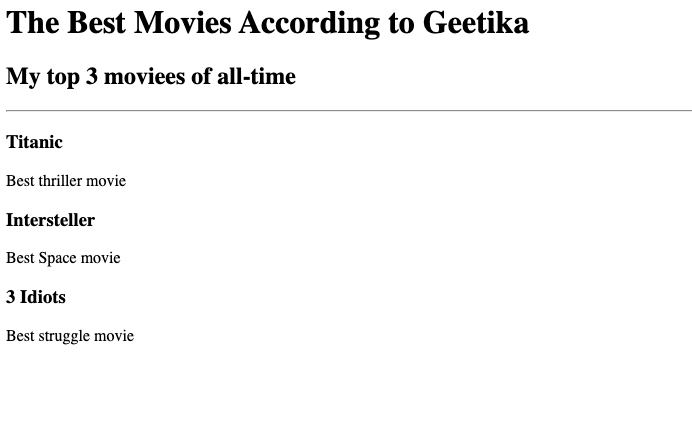 The Best Movies According to Geetika
My top 3 moviees of all-time
Titanic
Best thriller movie
Intersteller
Best Space movie
3 Idiots
Best struggle movie